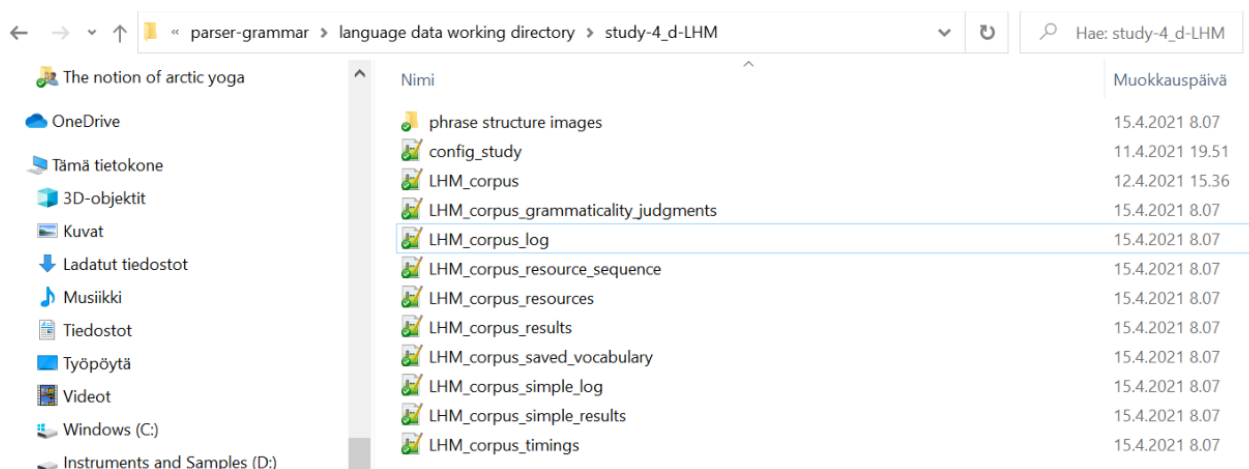 « parser-grammar > language data working directory > study-4_d-LHM Hae: study-4_d-LHM
The notion of arctic yoga
OneDrive
Tämä tietokone
3D-objektit
Kuvat
Ladatut tiedostot
Musiikki
Tiedostot
Työpöytä
Videot
Windows (C:)
Instruments and Samples (D:)
Nimi Muokkauspäivä
phrase structure images 15.4.2021 8.07
config_study 11.4.2021 19.51
LHM_corpus 12.4.2021 15.36
LHM_corpus_grammaticality_judgments 15.4.2021 8.07
LHM_corpus_log 15.4.2021 8.07
LHM_corpus_resource_sequence 15.4.2021 8.07
LHM_corpus_resources 15.4.2021 8.07
LHM_corpus_results 15.4.2021 8.07
LHM_corpus_saved_vocabulary 15.4.2021 8.07
LHM_corpus_simple_log 15.4.2021 8.07
LHM_corpus_simple_results 15.4.2021 8.07
LHM_corpus_timings 15.4.2021 8.07